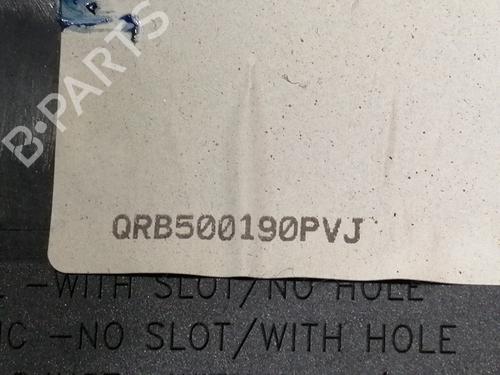 B-PARTS
QRB500190PVJ
-WITH SLOT/NO HOLE
-NO SLOT/WITH HOLE